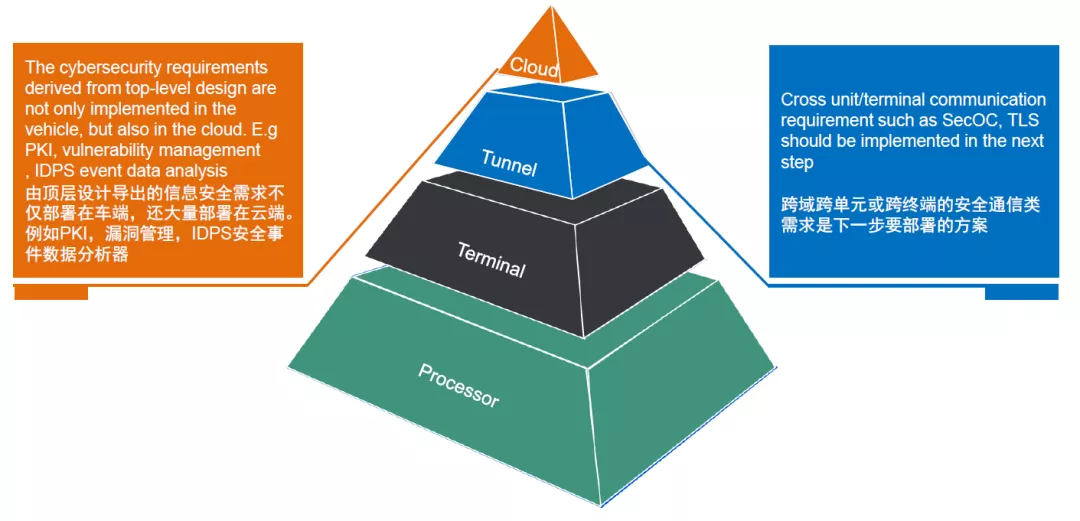 The cybersecurity requirements
derived from top-level design are
not only implemented in the
vehicle, but also in the cloud. E.g
PKI, vulnerability management
, IDPS event data analysis
由顶层设计导出的信息安全需求不
仅部署在车端，还大量部署在云端。
例如PKI，漏洞管理，IDPS安全事
件数据分析器
Cloud
Tunnel
Terminal
Processor
Cross unit/terminal communication
requirement such as SecOC, TLS
should be implemented in the next
step
跨域跨单元或跨终端的安全通信类
需求是下一步要部署的方案